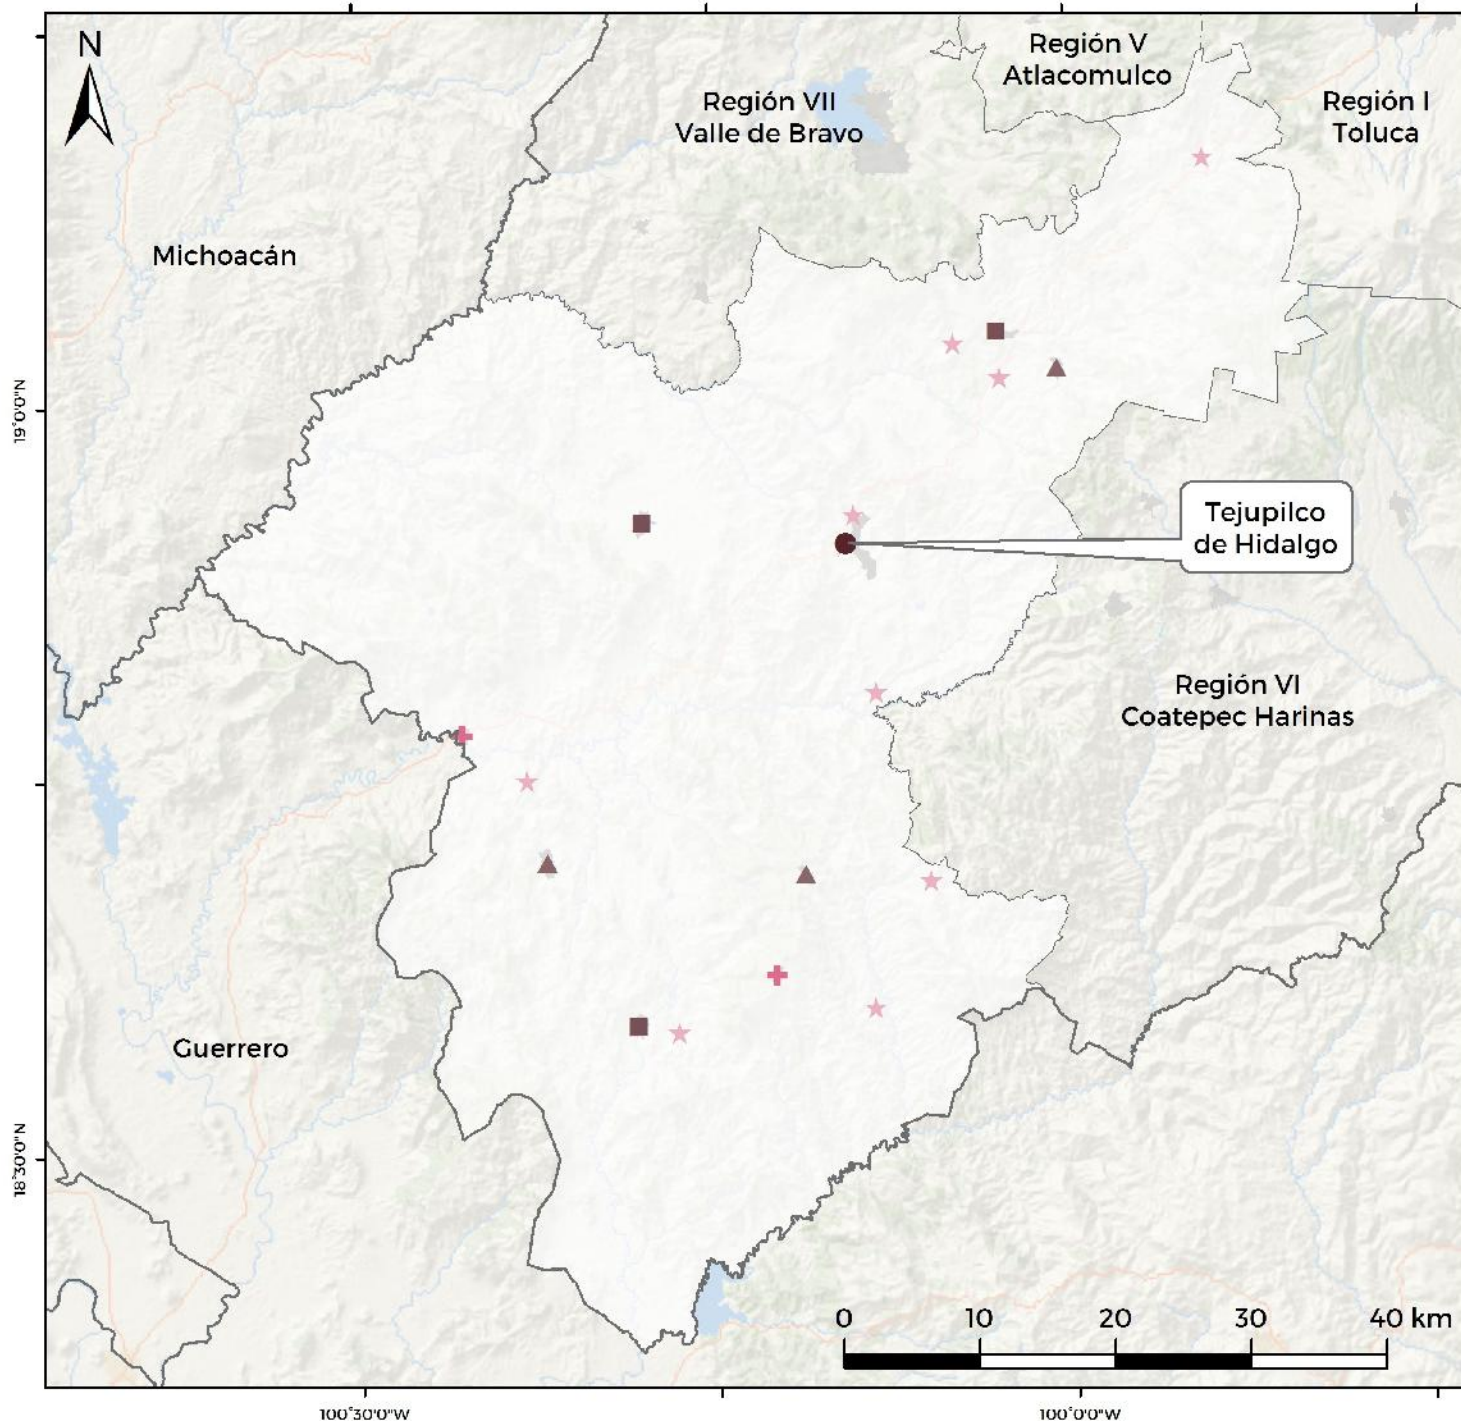 N
Región V
Atlacomulco
Región VII
Valle de Bravo
Región I
Toluca
Michoacán
19°0'0"N
Tejupilco
de Hidalgo
Región VI
Coatepec Harinas
Guerrero
18°30'0"N
0 10 20 30 40 km
100°30'0"W
100°0'0"W